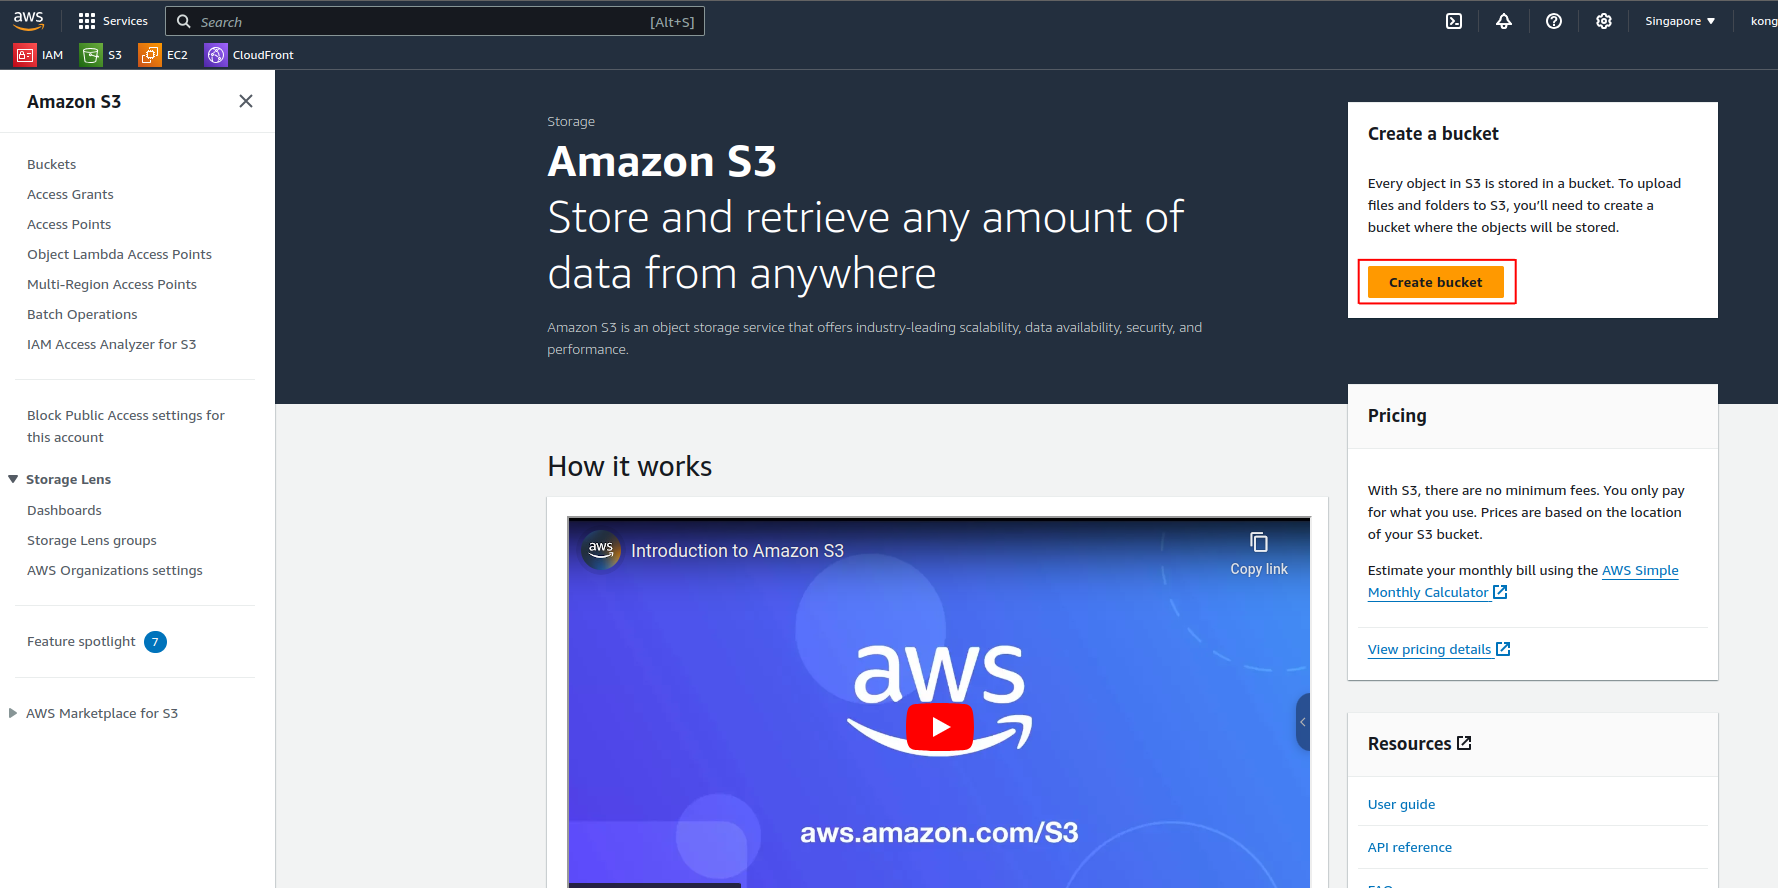 aws
Services
Search
[Alt+S]
Singapore
kong
IAM
S3
EC2
CloudFront
Amazon S3
Buckets
Access Grants
Access Points
Object Lambda Access Points
Multi-Region Access Points
Batch Operations
IAM Access Analyzer for S3
Block Public Access settings for
this account
Storage Lens
Dashboards
Storage Lens groups
AWS Organizations settings
Feature spotlight 7
AWS Marketplace for S3
Storage
Amazon S3
Store and retrieve any amount of
data from anywhere
Amazon S3 is an object storage service that offers industry-leading scalability, data availability, security, and
performance.
How it works
aws
Introduction to Amazon S3
Copy link
aws
aws.amazon.com/S3
Create a bucket
Every object in S3 is stored in a bucket. To upload
files and folders to S3, you’ll need to create a
bucket where the objects will be stored.
Create bucket
Pricing
With S3, there are no minimum fees. You only pay
for what you use. Prices are based on the location
of your S3 bucket.
Estimate your monthly bill using the AWS Simple
Monthly Calculator
View pricing details
Resources
User guide
API reference